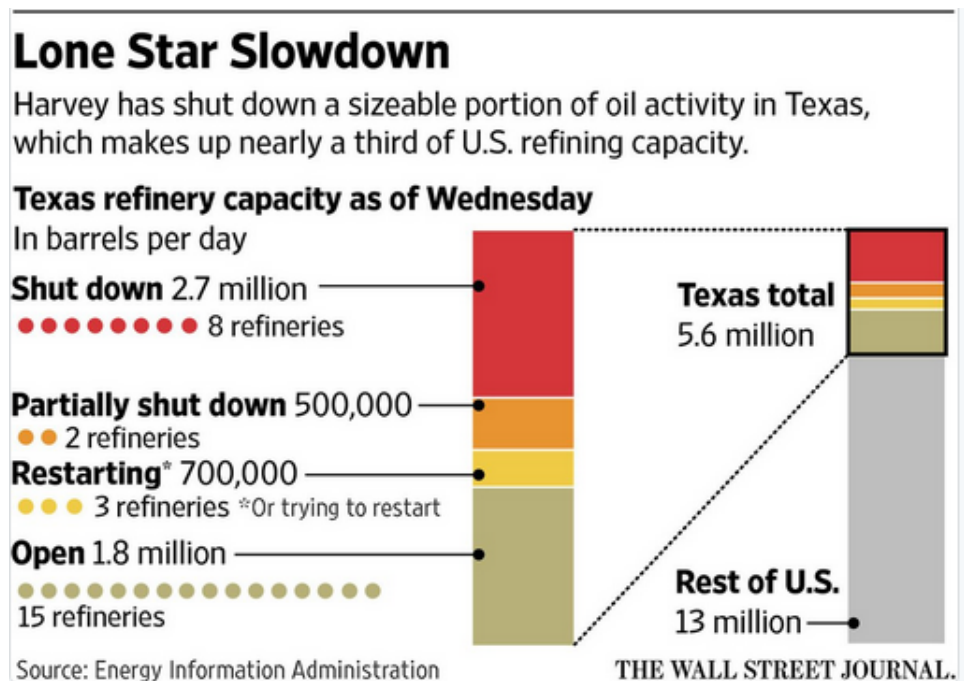 Lone Star Slowdown
Harvey has shut down a sizeable portion of oil activity in Texas,
which makes up nearly a third of U.S. refining capacity.
Texas refinery capacity as of Wednesday
In barrels per day
Shut down 2.7 million
8 refineries
Partially shut down 500,000
2 refineries
Restarting* 700,000
3 refineries *Or trying to restart
Open 1.8 million
15 refineries
Texas total
5.6 million
Rest of U.S.
13 million
Source: Energy Information Administration
THE WALL STREET JOURNAL.